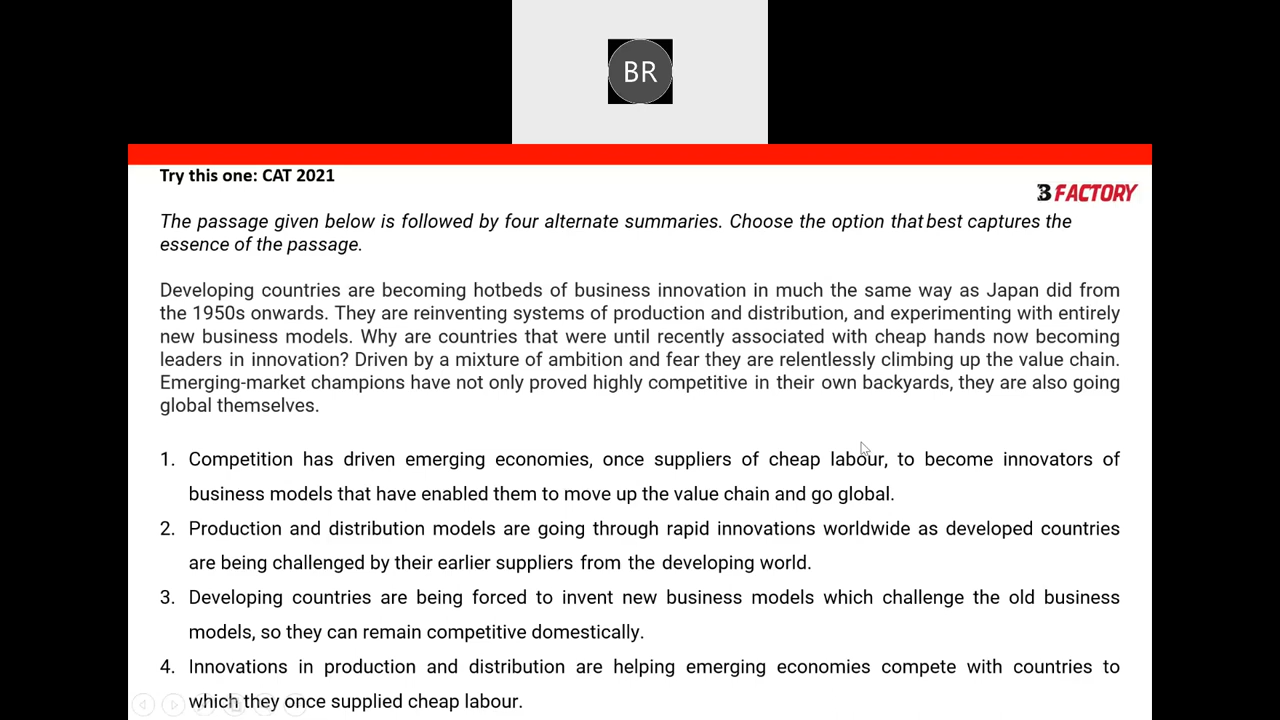 BR
Try this one: CAT 2021
3 FACTORY
The passage given below is followed by four alternate summaries. Choose the option that best captures the
essence of the passage.
Developing countries are becoming hotbeds of business innovation in much the same way as Japan did from
the 1950s onwards. They are reinventing systems of production and distribution, and experimenting with entirely
new business models. Why are countries that were until recently associated with cheap hands now becoming
leaders in innovation? Driven by a mixture of ambition and fear they are relentlessly climbing up the value chain.
Emerging-market champions have not only proved highly competitive in their own backyards, they are also going
global themselves.
1. Competition has driven emerging economies, once suppliers of cheap labour, to become innovators of
business models that have enabled them to move up the value chain and go global.
2. Production and distribution models are going through rapid innovations worldwide as developed countries
are being challenged by their earlier suppliers from the developing world.
3. Developing countries are being forced to invent new business models which challenge the old business
models, so they can remain competitive domestically.
4. Innovations in production and distribution are helping emerging economies compete with countries to
which they once supplied cheap labour.